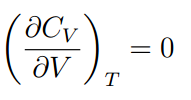 (∂C_V/∂V)_T = 0